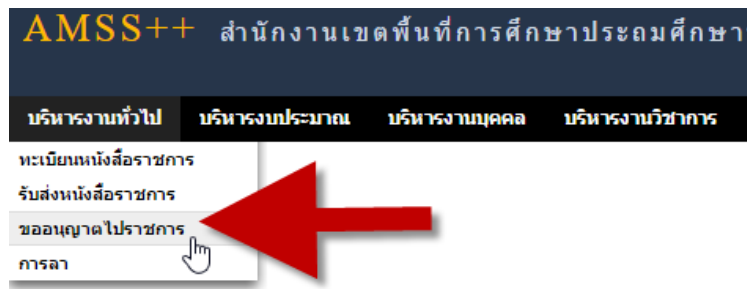 AMSS++ สำนักงานเขตพื้นที่การศึกษาประถมศึกษา
บริหารงานทั่วไป บริหารงบประมาณ บริหารงานบุคคล บริหารงานวิชาการ
ทะเบียนหนังสือราชการ
รับส่งหนังสือราชการ
ขออนุญาตไปราชการ
การลา